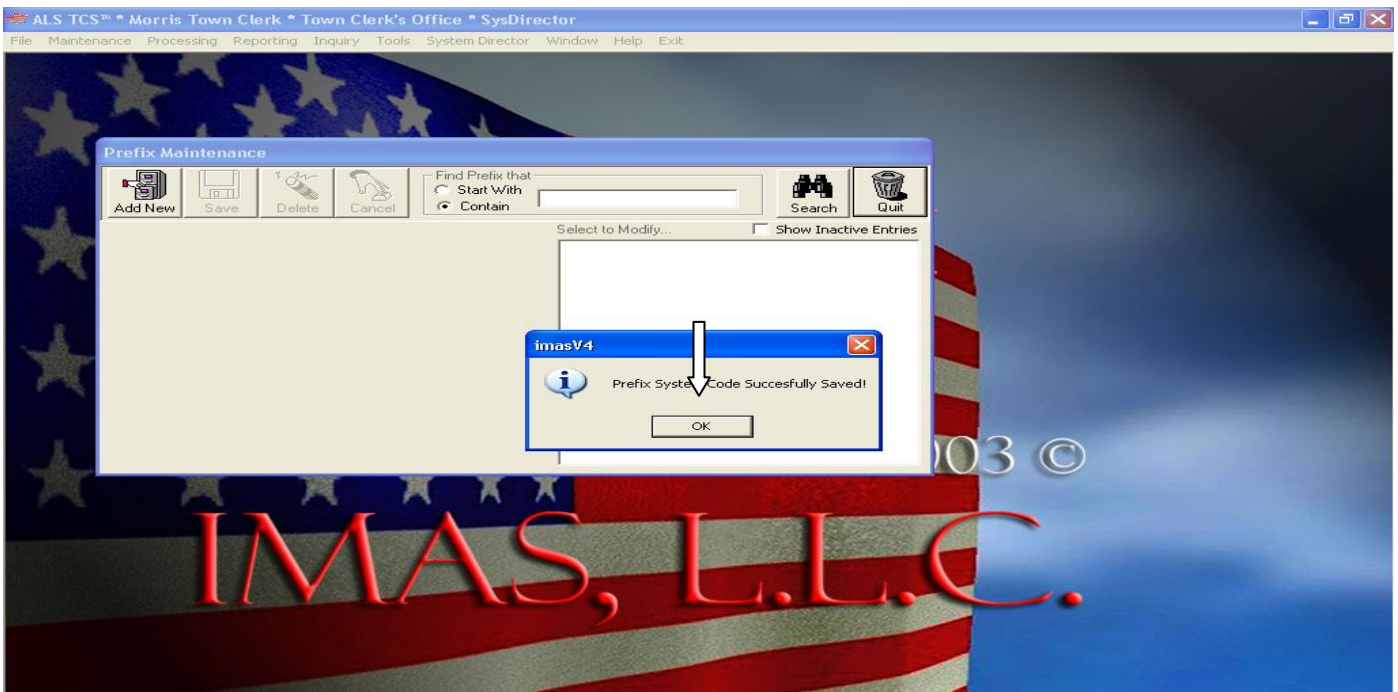 ALS TCS™ * Morris Town Clerk * Town Clerk's Office * SysDirector
File Maintenance Processing Reporting Inquiry Tools System Director Window Help Exit
Prefix Maintenance
Add New Save Delete Cancel
Find Prefix that
Start With
Contain
Search Quit
Select to Modify... Show Inactive Entries
imasV4
Prefix System Code Succesfully Saved!
OK
003 ©
IMAS, L.L.C.